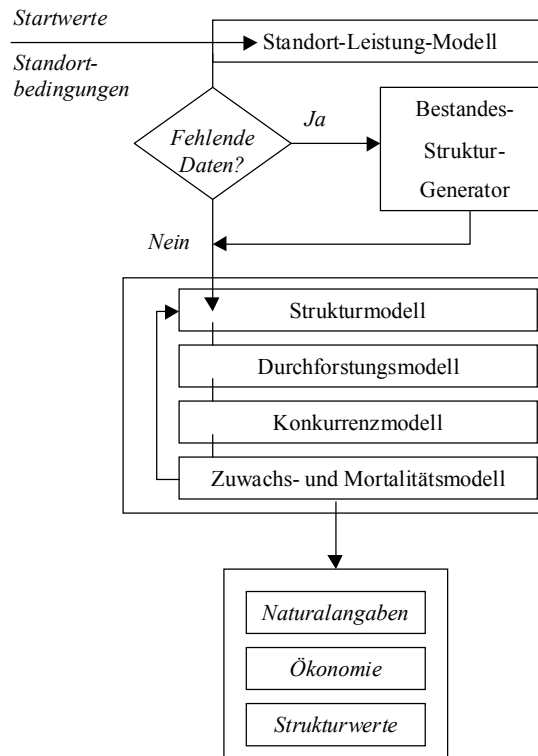 Startwerte
Standort-Leistung-Modell
Standort-
bedingungen
Fehlende
Daten?
Ja
Bestandes-
Struktur-
Generator
Nein
Strukturmodell
Durchforstungsmodell
Konkurrenzmodell
Zuwachs- und Mortalitätsmodell
Naturalangaben
Ökonomie
Strukturwerte